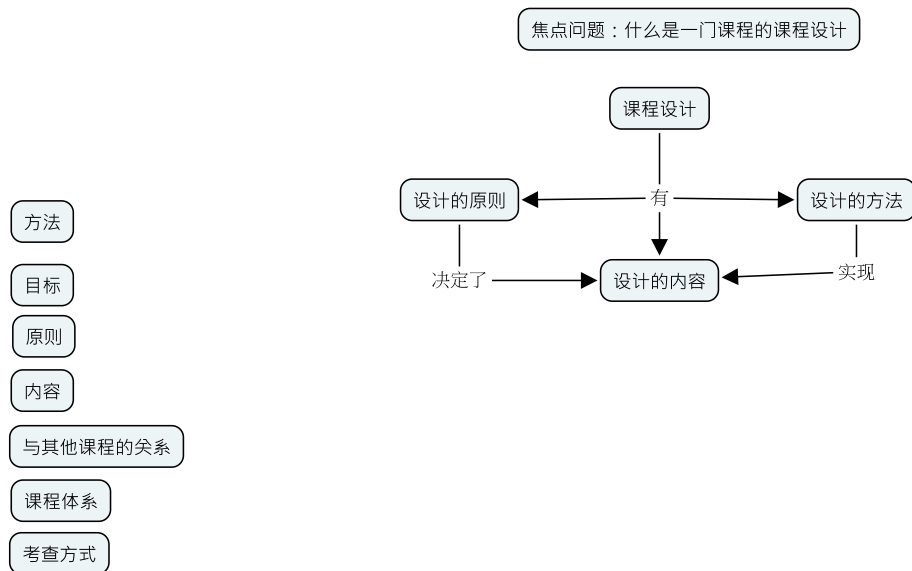 焦点问题：什么是一门课程的课程设计
课程设计
设计的原则
有
设计的方法
决定了
设计的内容
实现
方法
目标
原则
内容
与其他课程的关系
课程体系
考查方式